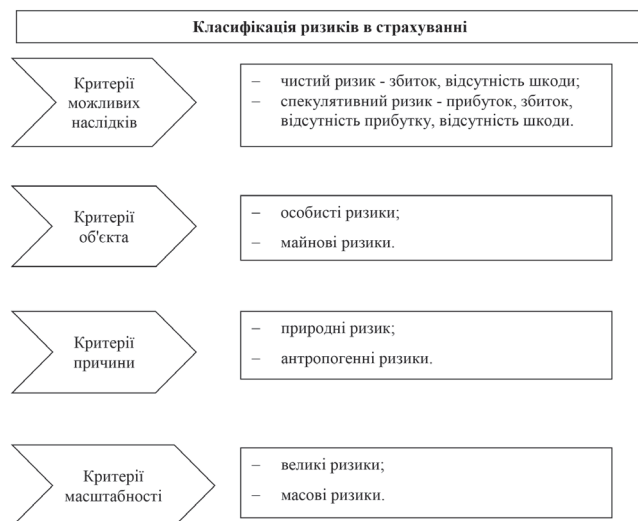 Класифікація ризиків в страхуванні
Критерії
можливих
наслідків
– чистий ризик - збиток, відсутність шкоди;
– спекулятивний ризик - прибуток, збиток,
відсутність прибутку, відсутність шкоди.
Критерії
об'єкта
– особисті ризики;
– майнові ризики.
Критерії
причини
– природні ризик;
– антропогенні ризики.
Критерії
масштабності
– великі ризики;
– масові ризики.